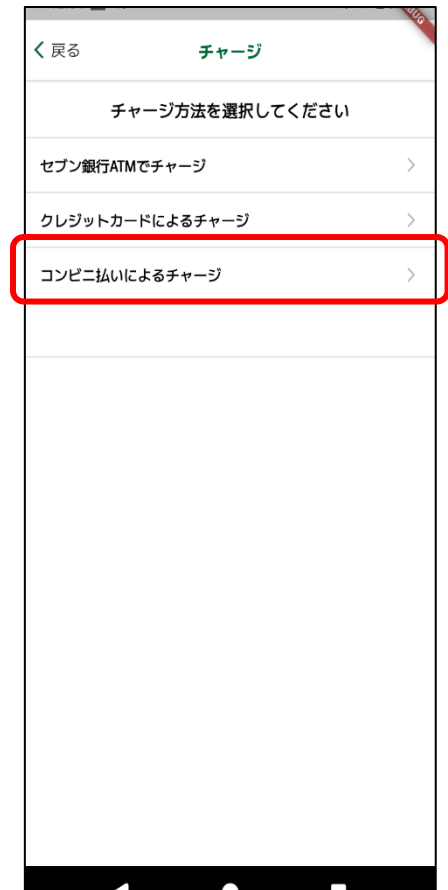 戻る
チャージ
チャージ方法を選択してください
セブン銀行ATMでチャージ
クレジットカードによるチャージ
コンビニ払いによるチャージ